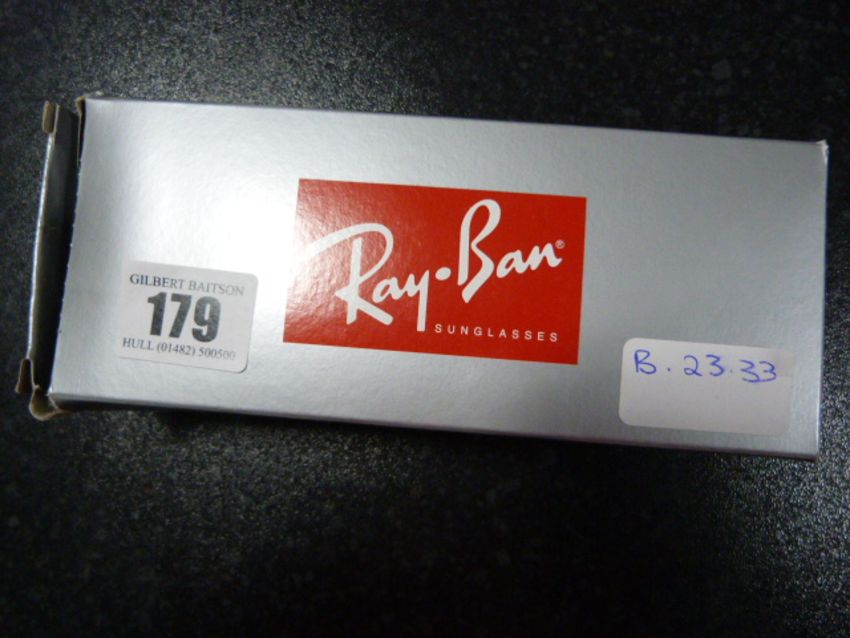 GILBERT BAITSON
179
HULL (01482) 500500
Ray·Ban®
SUNGLASSES
B. 23.33